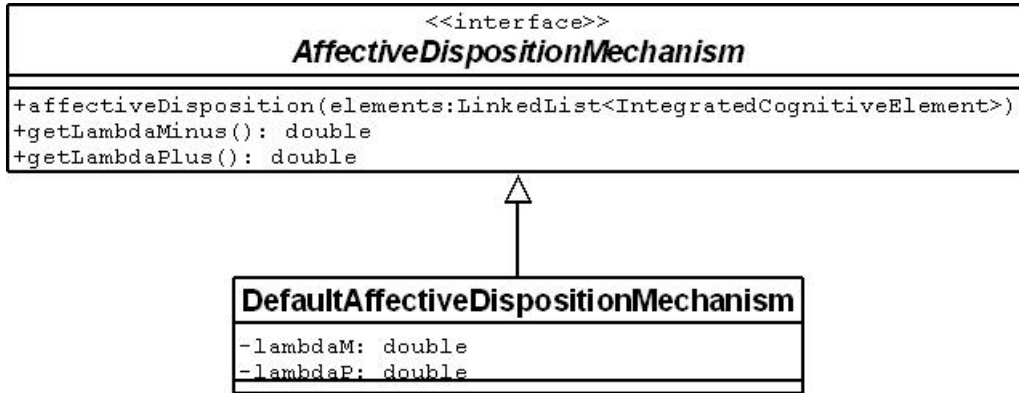 <<interface>>
AffectiveDispositionMechanism
+affectiveDisposition(elements:LinkedList<IntegratedCognitiveElement>)
+getLambdaMinus(): double
+getLambdaPlus(): double
DefaultAffectiveDispositionMechanism
-lambdaM: double
-lambdaP: double